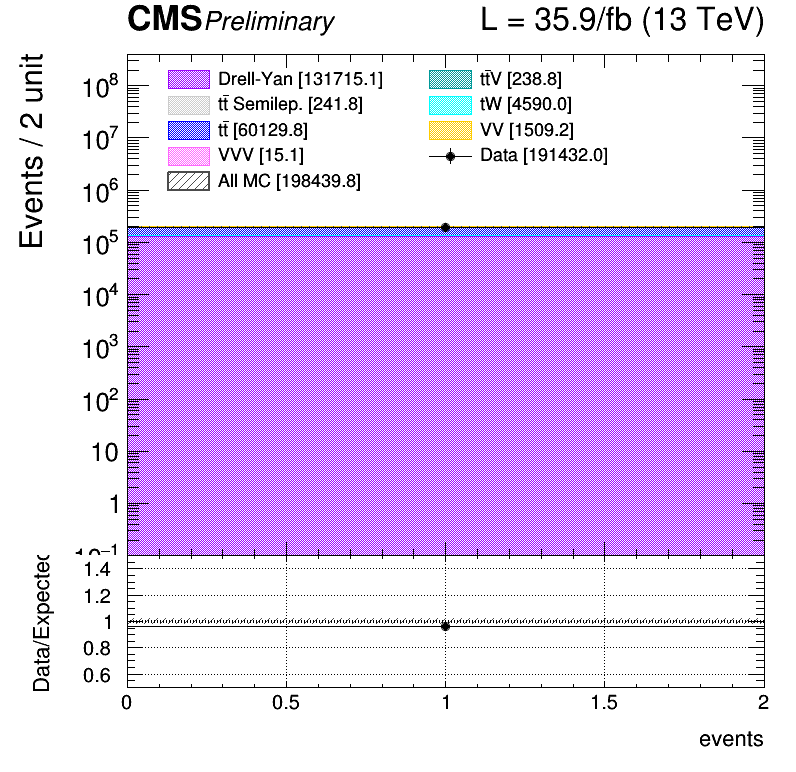 CMS Preliminary L = 35.9/fb (13 TeV)
Events / 2 unit
10⁸
10⁷
10⁶
10⁵
10⁴
10³
10²
10
1
10⁻¹
Drell-Yan [131715.1]
tt̄ Semilep. [241.8]
tt̄ [60129.8]
VVV [15.1]
All MC [198439.8]
tt̄V [238.8]
tW [4590.0]
VV [1509.2]
Data [191432.0]
Data/Expected
1.4
1.2
1
0.8
0.6
0 0.5 1 1.5 2
events